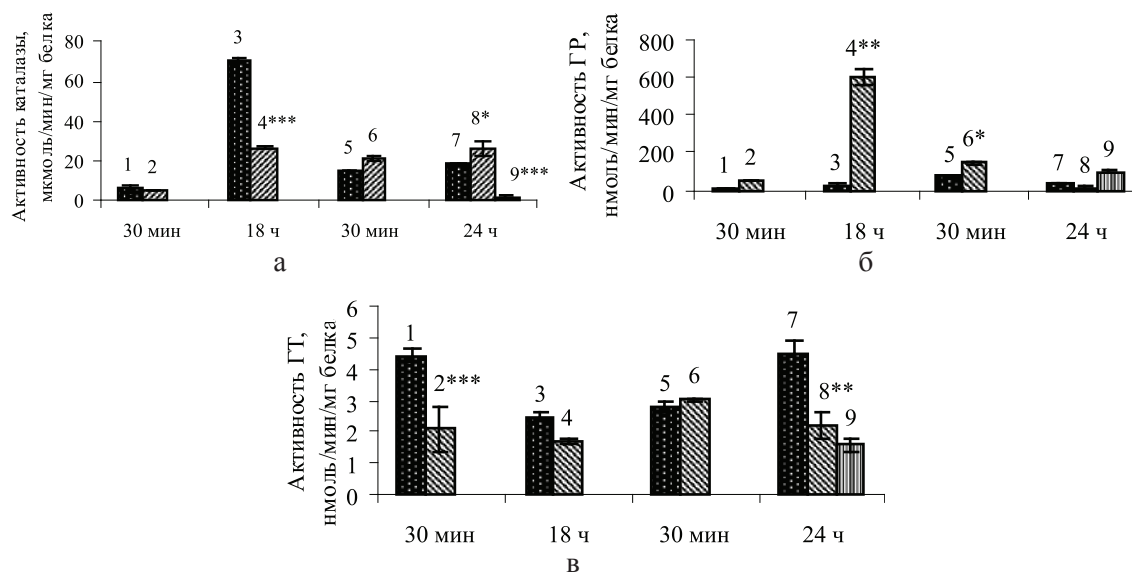 Активность каталазы,
мкмоль/мин/мг белка
80
60
40
20
0
1
2
3
4***
5
6
7
8*
9***
30 мин
18 ч
30 мин
24 ч
а
Активность ГР,
нмоль/мин/мг белка
800
600
400
200
0
1
2
3
4**
5
6*
7
8
9
30 мин
18 ч
30 мин
24 ч
б
Активность ГТ,
нмоль/мин/мг белка
6
5
4
3
2
1
0
1
2***
3
4
5
6
7
8**
9
30 мин
18 ч
30 мин
24 ч
в